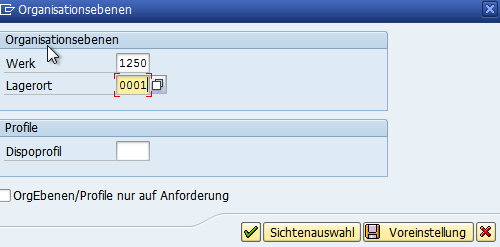 Organisationsebenen
Organisationsebenen
Werk 1250
Lagerort 0001
Profile
Dispoprofil
OrgEbenen/Profile nur auf Anforderung
Sichtenauswahl Voreinstellung